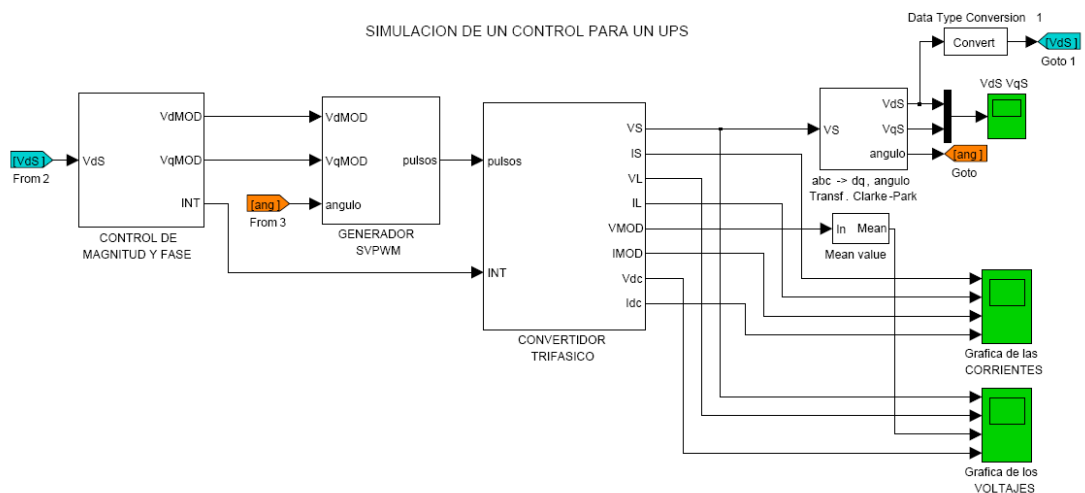 SIMULACION DE UN CONTROL PARA UN UPS
Data Type Conversion 1
Convert
[VdS]
Goto 1
VdS VqS
[VdS]
From 2
VdS
VdMOD
VqMOD
INT
CONTROL DE
MAGNITUD Y FASE
[ang]
From 3
VdMOD
VqMOD
angulo
pulsos
GENERADOR
SVPWM
pulsos
INT
VS
IS
VL
IL
VMOD
IMOD
Vdc
Idc
CONVERTIDOR
TRIFASICO
VS
VdS
VqS
angulo
abc -> dq, angulo
Transf. Clarke-Park
[ang]
Goto
In Mean
Mean value
Grafica de las
CORRIENTES
Grafica de los
VOLTAJES